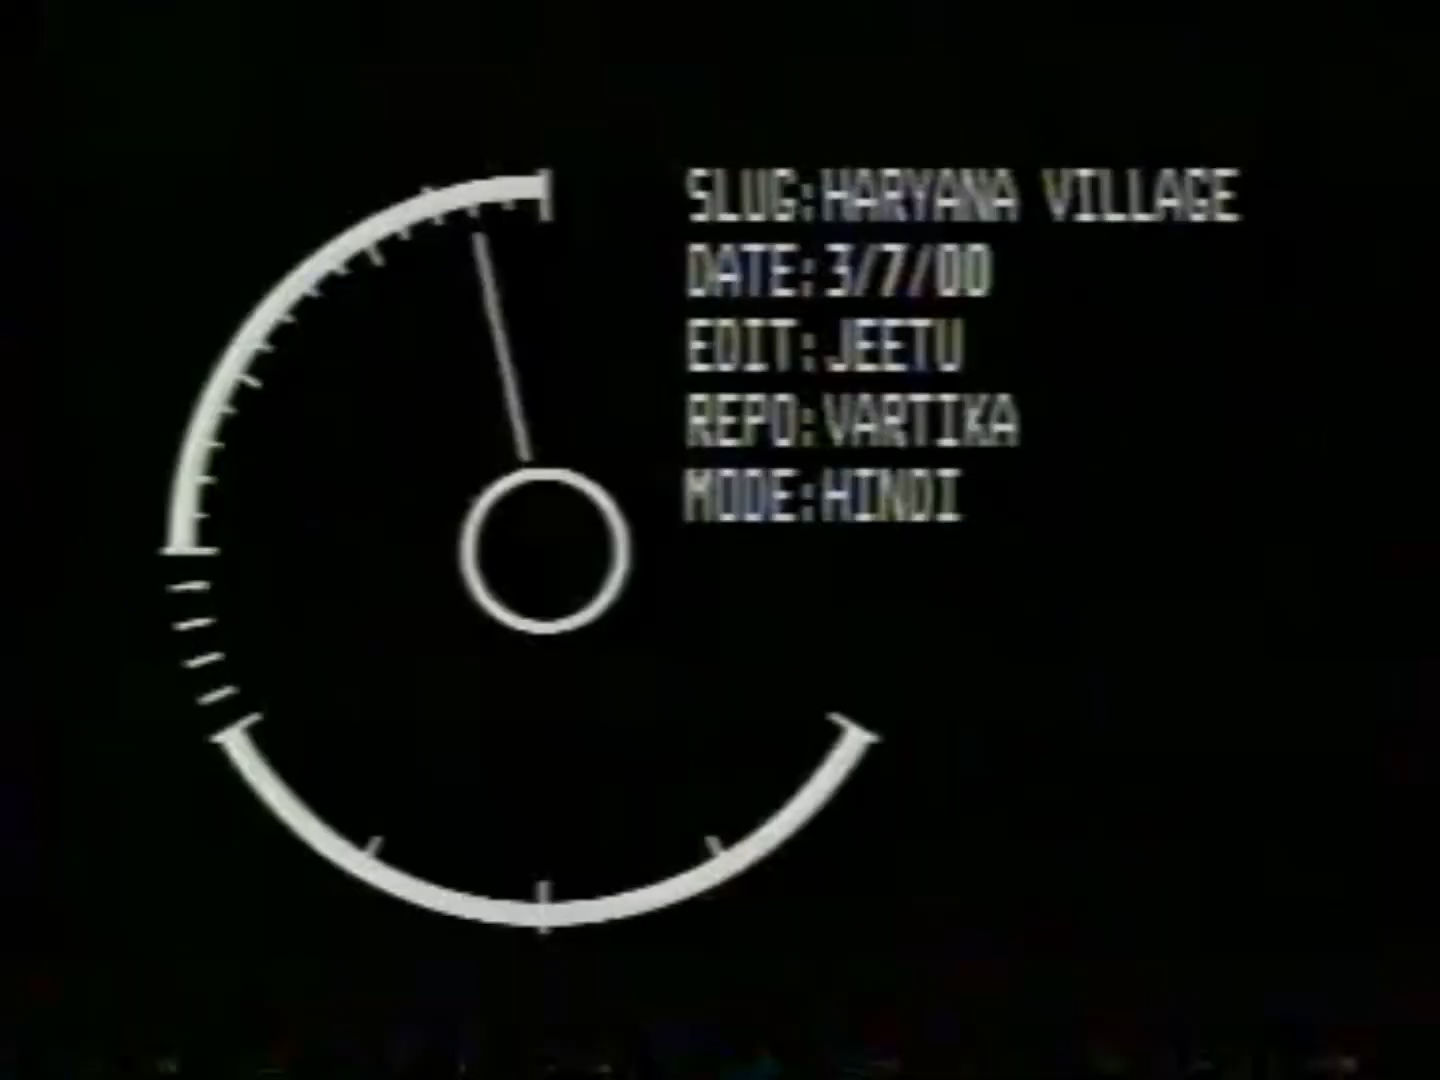 SLUG:HARYANA VILLAGE
DATE:3/7/00
EDIT:JEETU
REPO:VARTIKA
MODE:HINDI